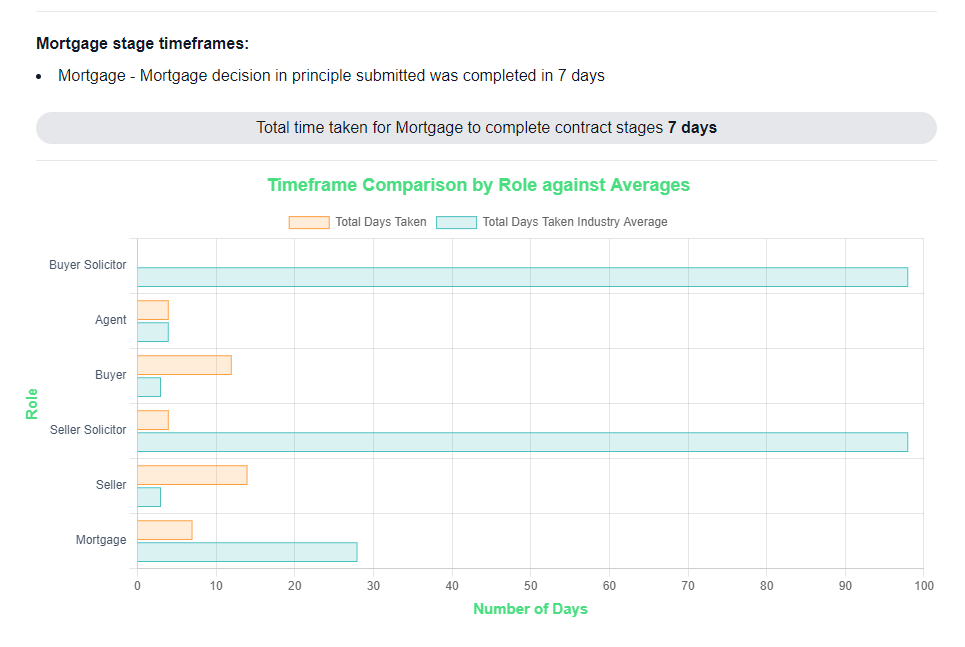 Mortgage stage timeframes:
• Mortgage - Mortgage decision in principle submitted was completed in 7 days
Total time taken for Mortgage to complete contract stages 7 days
Timeframe Comparison by Role against Averages
Total Days Taken Total Days Taken Industry Average
Role
Buyer Solicitor
Agent
Buyer
Seller Solicitor
Seller
Mortgage
0 10 20 30 40 50 60 70 80 90 100
Number of Days